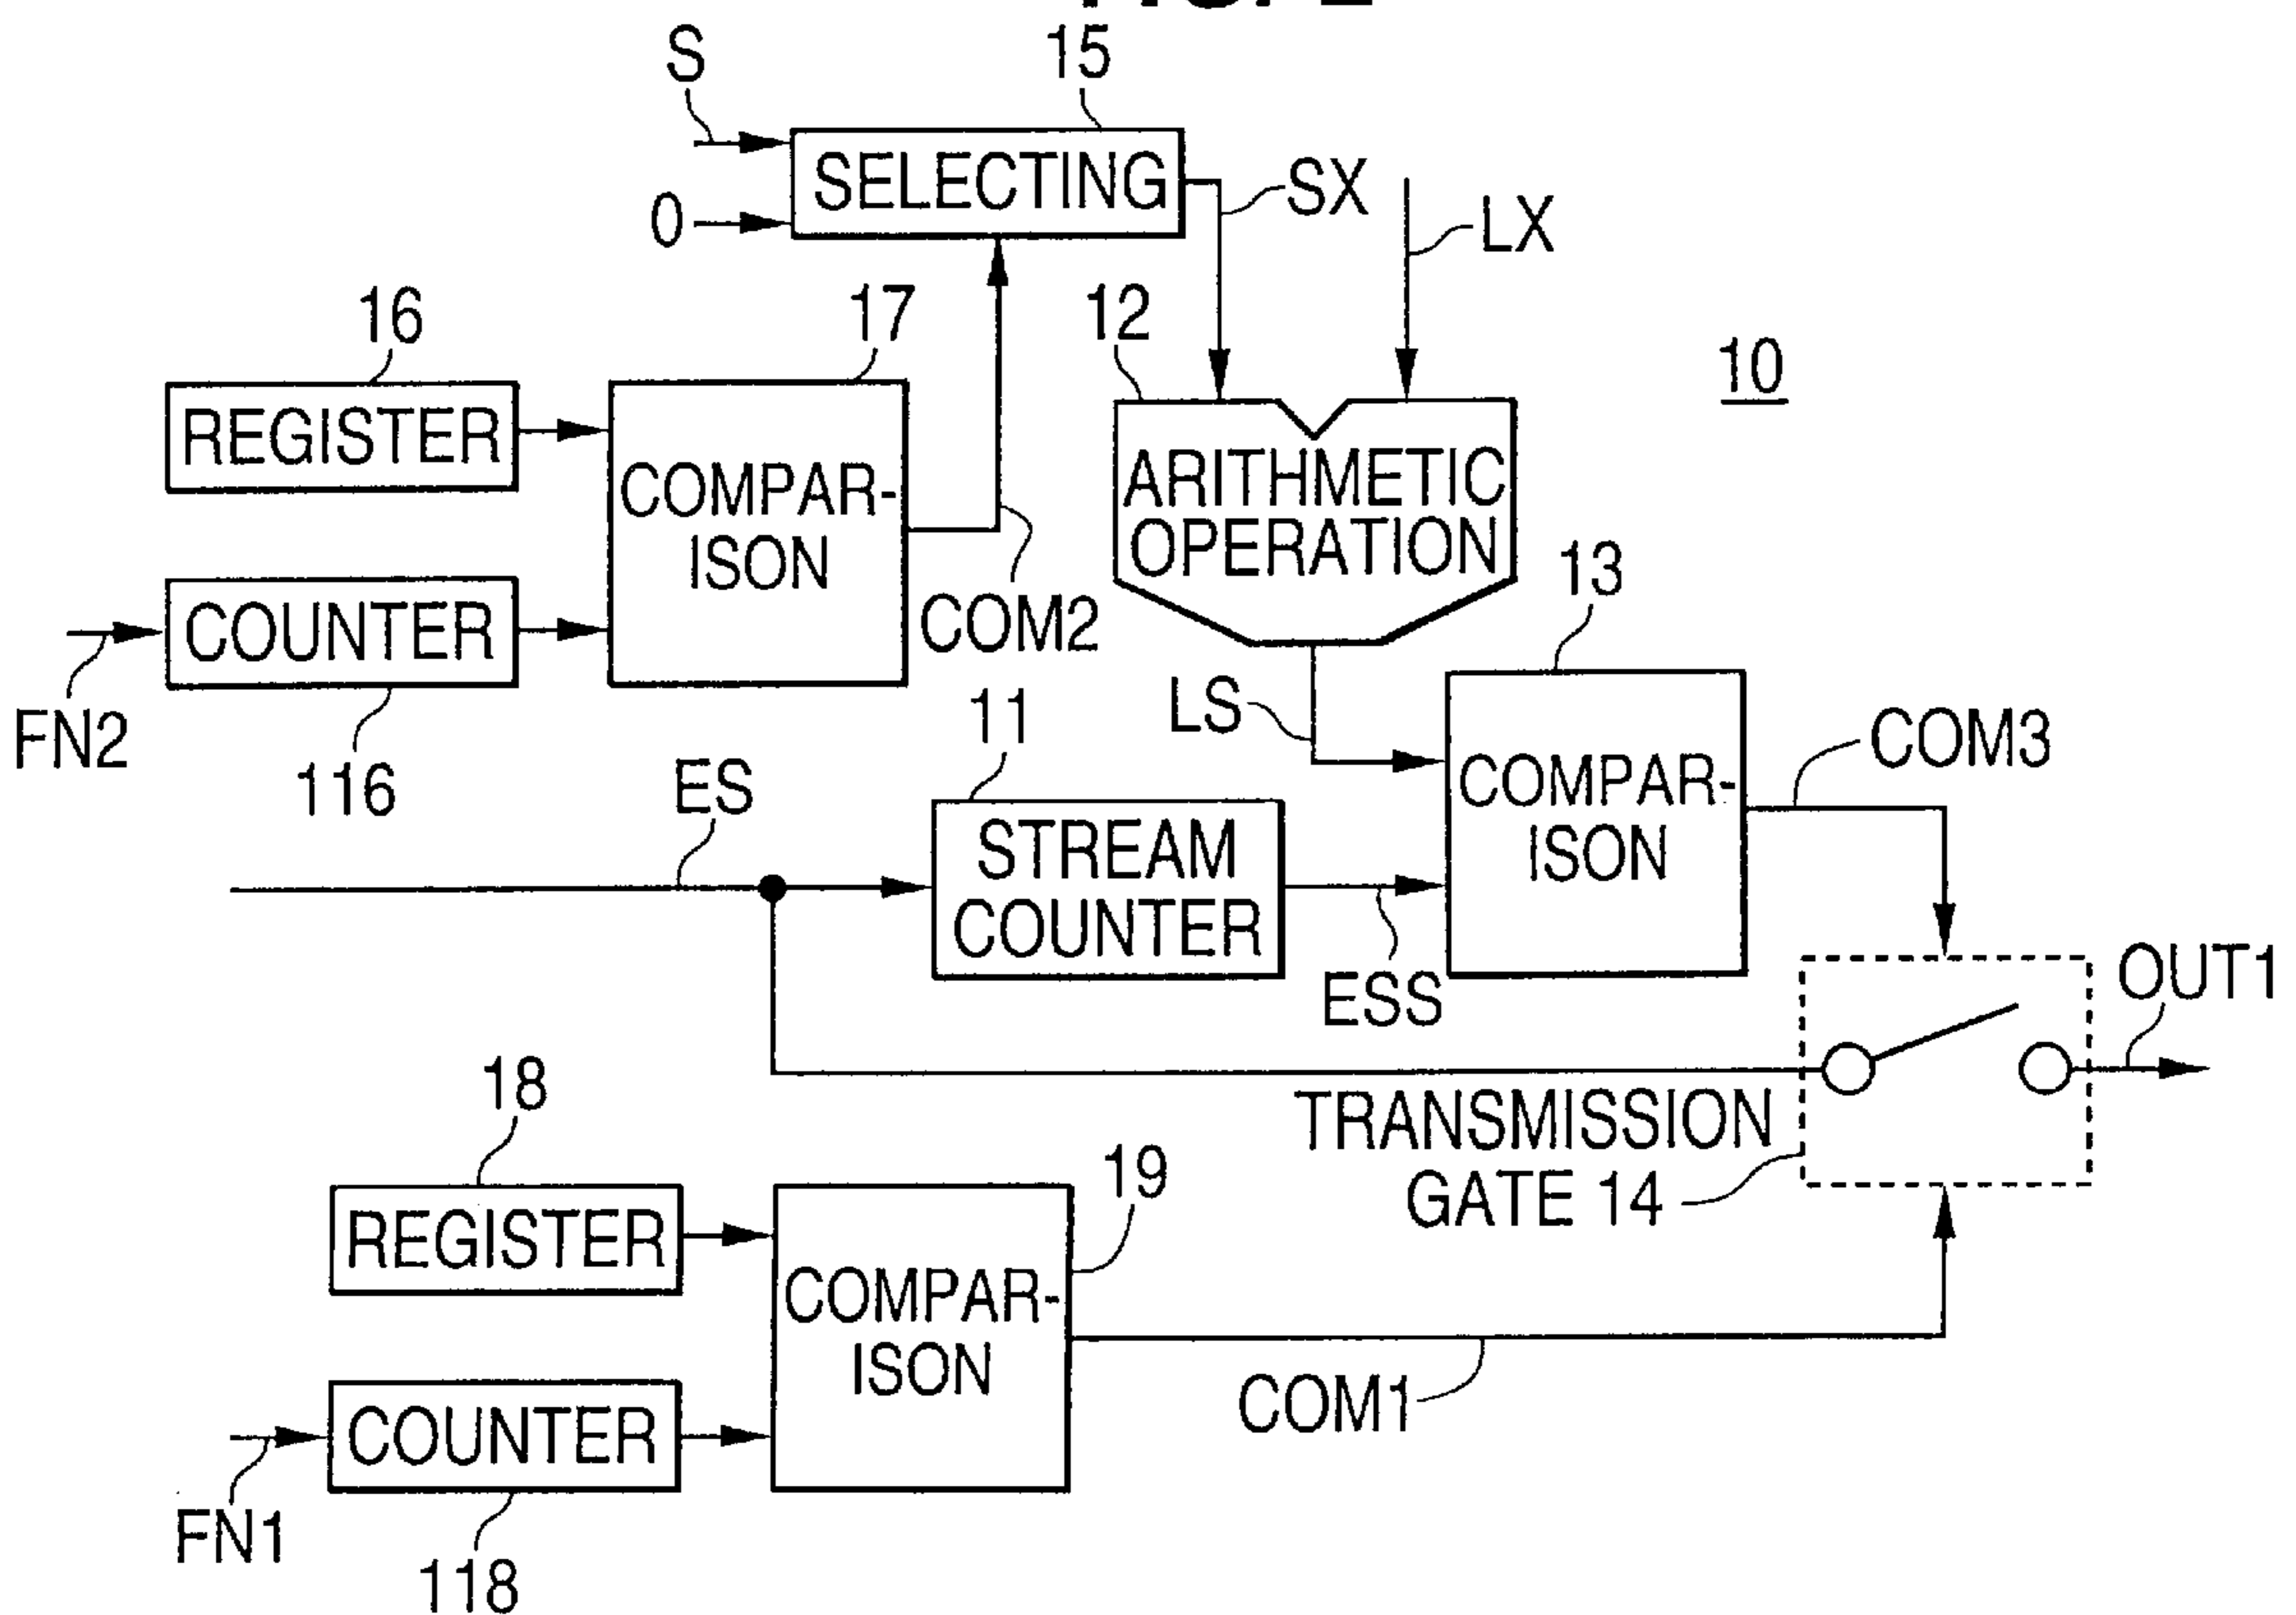 S
15
SELECTING
0
SX
LX
16
17
12
10
REGISTER
COMPAR-
ISON
ARITHMETIC
OPERATION
COUNTER
COM2
13
FN2
116
11
LS
COM3
ES
STREAM
COUNTER
COMPAR-
ISON
ESS
OUT1
18
TRANSMISSION
GATE 14
19
REGISTER
COMPAR-
ISON
COUNTER
COM1
FN1
118